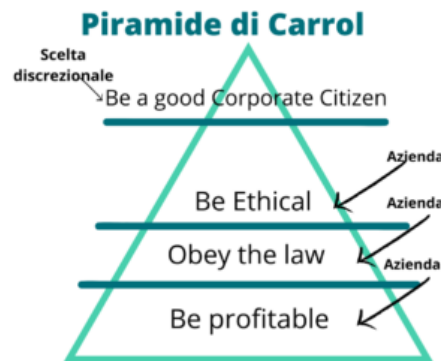 Piramide di Carrol
Scelta
discrezionale
Be a good Corporate Citizen
Azienda
Be Ethical
Azienda
Obey the law
Azienda
Be profitable